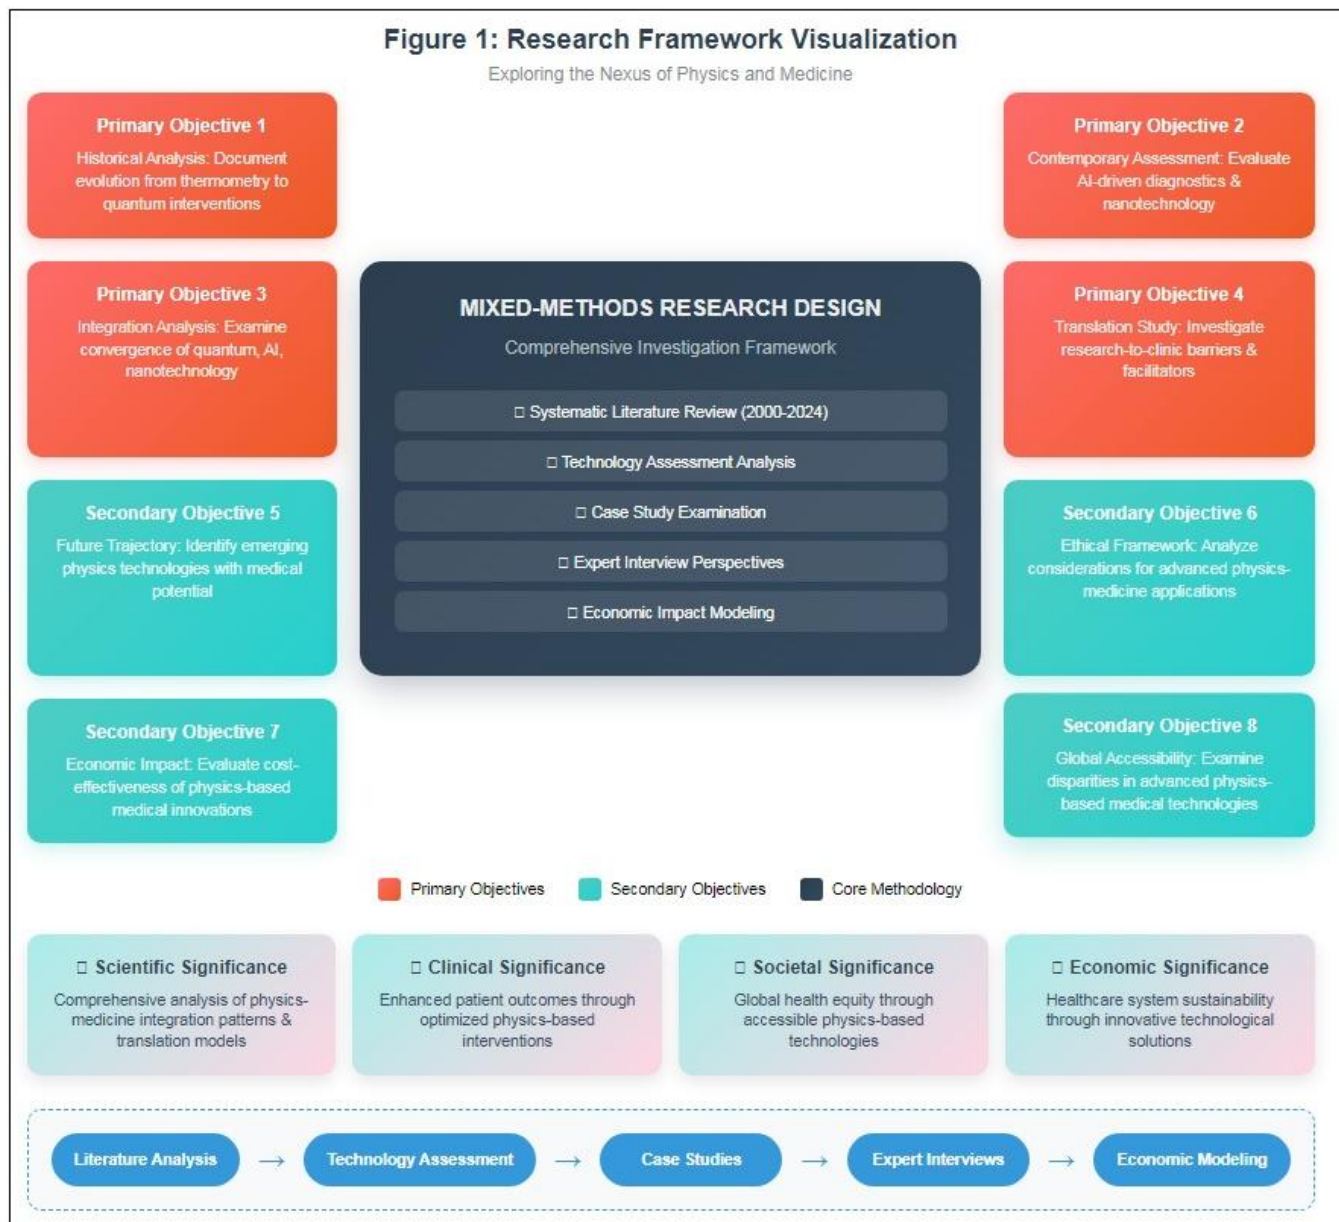 Figure 1: Research Framework Visualization
Exploring the Nexus of Physics and Medicine
Primary Objective 1
Historical Analysis: Document
evolution from thermometry to
quantum interventions
Primary Objective 2
Contemporary Assessment: Evaluate
AI-driven diagnostics &
nanotechnology
Primary Objective 3
Integration Analysis: Examine
convergence of quantum, AI,
nanotechnology
MIXED-METHODS RESEARCH DESIGN
Comprehensive Investigation Framework
□ Systematic Literature Review (2000-2024)
□ Technology Assessment Analysis
□ Case Study Examination
□ Expert Interview Perspectives
□ Economic Impact Modeling
Primary Objective 4
Translation Study: Investigate
research-to-clinic barriers &
facilitators
Secondary Objective 5
Future Trajectory: Identify emerging
physics technologies with medical
potential
Secondary Objective 6
Ethical Framework: Analyze
considerations for advanced physics-
medicine applications
Secondary Objective 7
Economic Impact: Evaluate cost-
effectiveness of physics-based
medical innovations
Secondary Objective 8
Global Accessibility: Examine
disparities in advanced physics-
based medical technologies
Primary Objectives
Secondary Objectives
Core Methodology
□ Scientific Significance
Comprehensive analysis of physics-
medicine integration patterns &
translation models
□ Clinical Significance
Enhanced patient outcomes through
optimized physics-based
interventions
□ Societal Significance
Global health equity through
accessible physics-based
technologies
□ Economic Significance
Healthcare system sustainability
through innovative technological
solutions
Literature Analysis → Technology Assessment → Case Studies → Expert Interviews → Economic Modeling